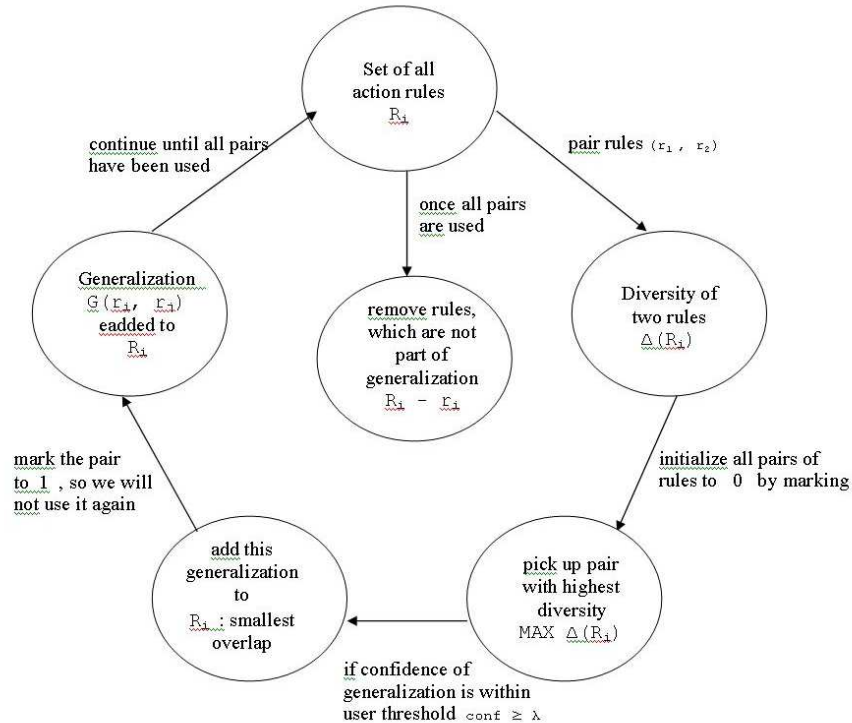 Set of all
action rules
Ri
continue until all pairs
have been used
pair rules (r1 , r2)
once all pairs
are used
Generalization
G(ri, rj)
eadded to
Ri
remove rules,
which are not
part of
generalization
Ri - ri
Diversity of
two rules
Δ(Ri)
mark the pair
to 1 , so we will
not use it again
initialize all pairs of
rules to 0 by marking
add this
generalization
to
Ri : smallest
overlap
pick up pair
with highest
diversity
MAX Δ(Ri)
if confidence of
generalization is within
user threshold conf ≥ λ